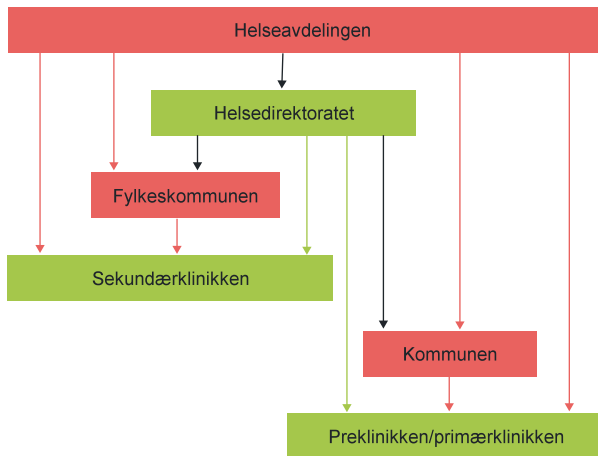 Helseavdelingen
Helsedirektoratet
Fylkeskommunen
Sekundærklinikken
Kommunen
Preklinikken/primærklinikken